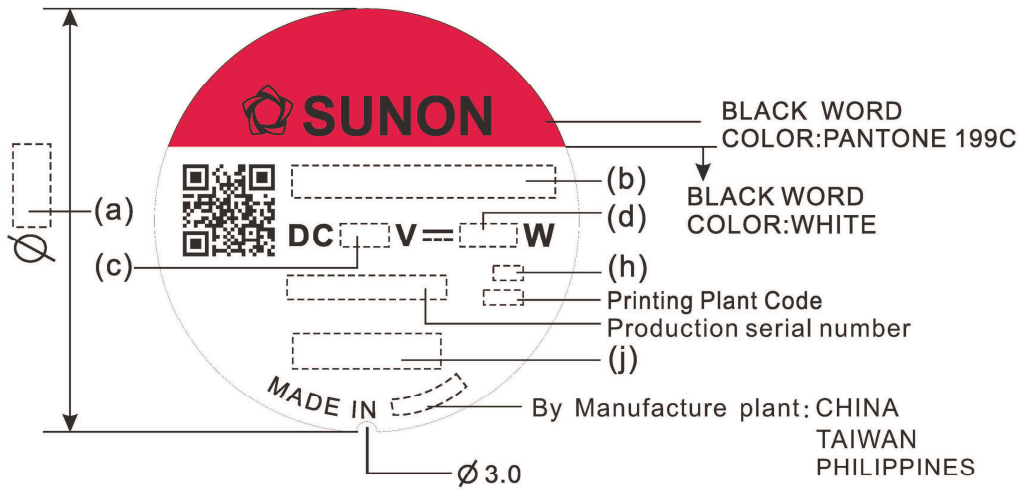 SUNON
BLACK WORD
COLOR:PANTONE 199C
(b)
BLACK WORD
COLOR:WHITE
(a)
(d)
Ø
DC V W
(c)
(h)
Printing Plant Code
Production serial number
(j)
MADE IN
By Manufacture plant: CHINA
TAIWAN
PHILIPPINES
Ø 3.0